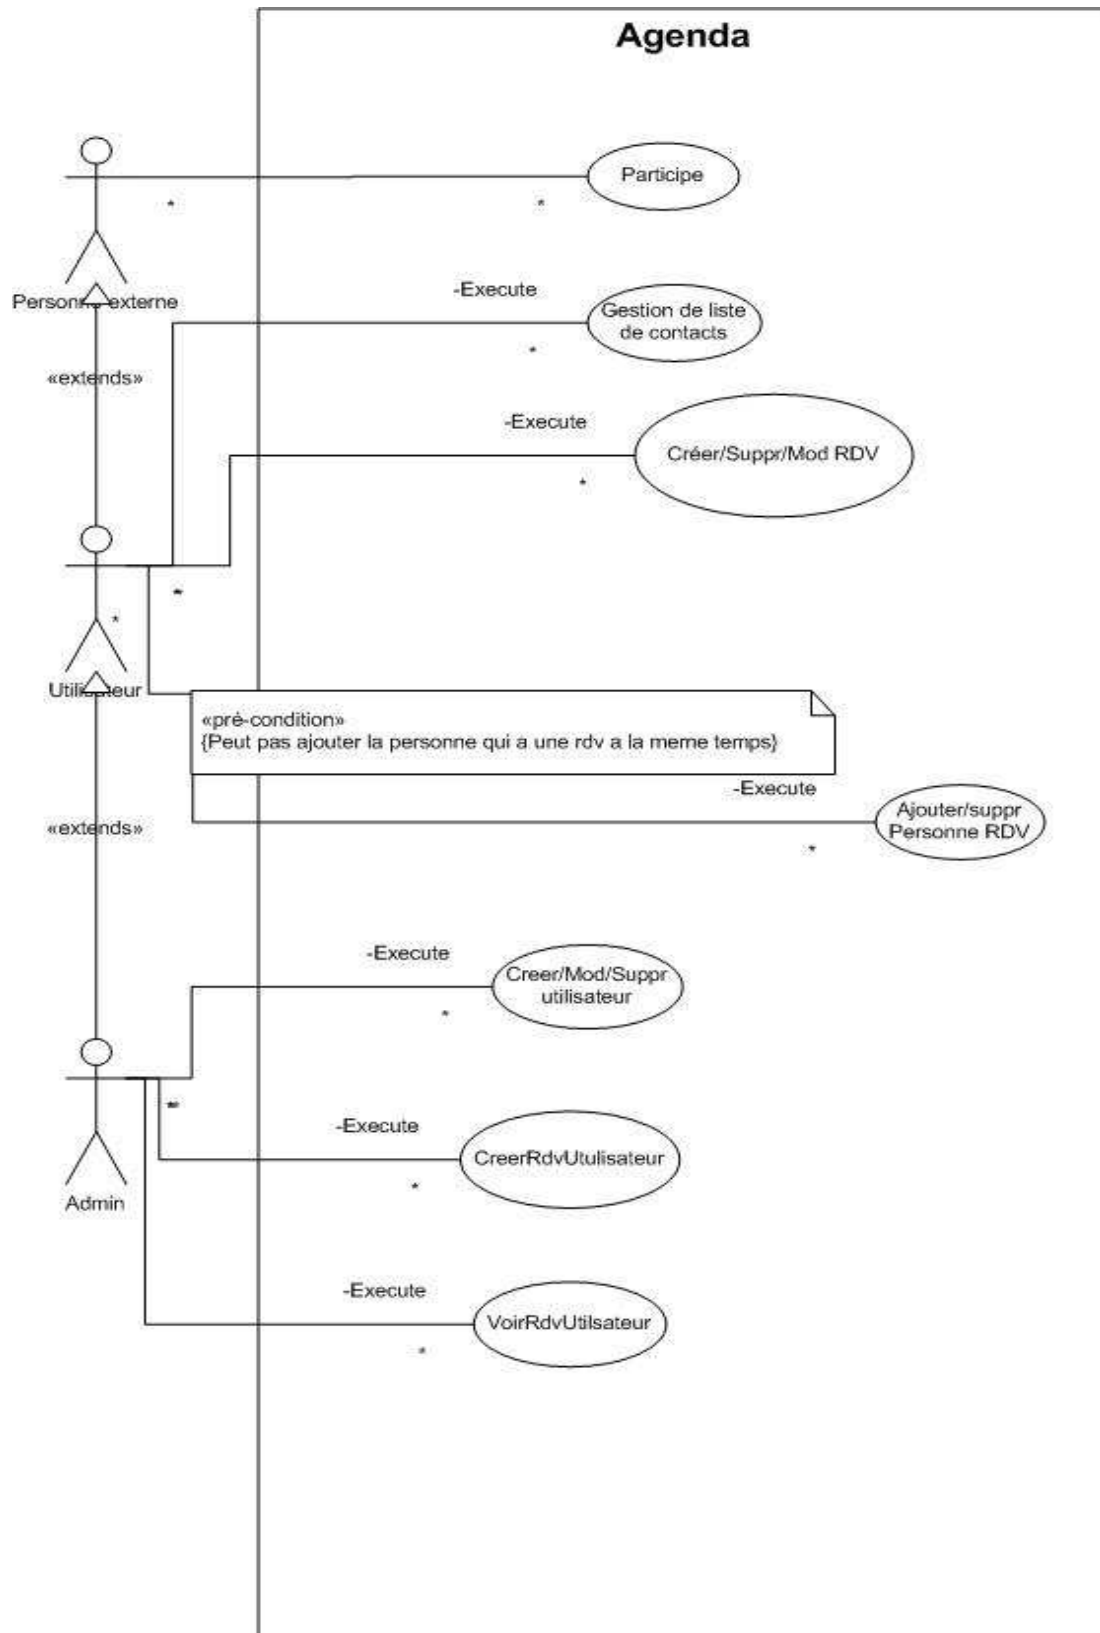 Agenda
Participe
*
*
Personne externe
-Execute
Gestion de liste
de contacts
*
«extends»
-Execute
Créer/Suppr/Mod RDV
*
**
*
Utilisateur
«pré-condition»
{Peut pas ajouter la personne qui a une rdv a la meme temps}
-Execute
Ajouter/suppr
Personne RDV
*
«extends»
-Execute
Creer/Mod/Suppr
utilisateur
*
**
-Execute
CreerRdvUtulisateur
*
Admin
-Execute
VoirRdvUtilsateur
*